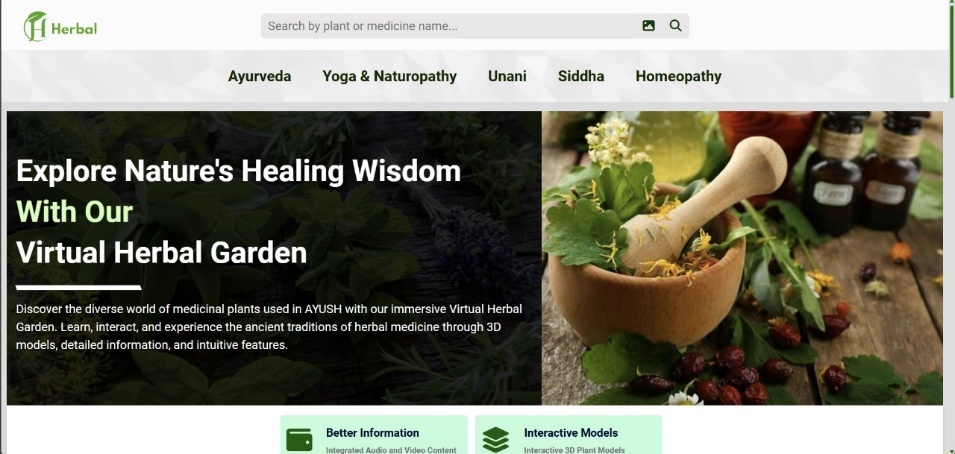 Herbal
Search by plant or medicine name...
Ayurveda Yoga & Naturopathy Unani Siddha Homeopathy
Explore Nature's Healing Wisdom
With Our
Virtual Herbal Garden
Discover the diverse world of medicinal plants used in AYUSH with our immersive Virtual Herbal
Garden. Learn, interact, and experience the ancient traditions of herbal medicine through 3D
models, detailed information, and intuitive features.
Better Information
Integrated Audio and Video Content
Interactive Models
Interactive 3D Plant Models